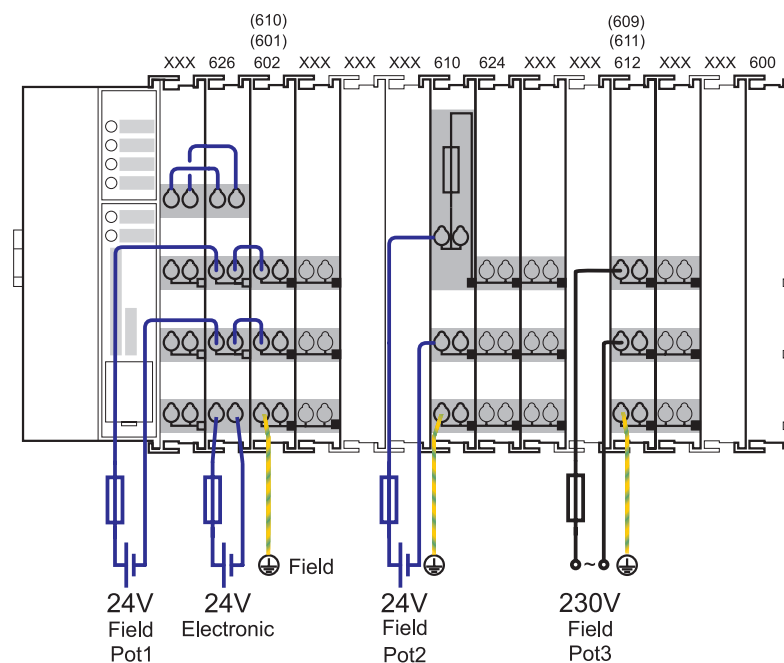 (610) (609)
(601) (611)
XXX 626 602 XXX XXX XXX 610 624 XXX XXX 612 XXX XXX 600
~
Field
24V 24V 24V 230V
Field Electronic Field Field
Pot1 Pot2 Pot3